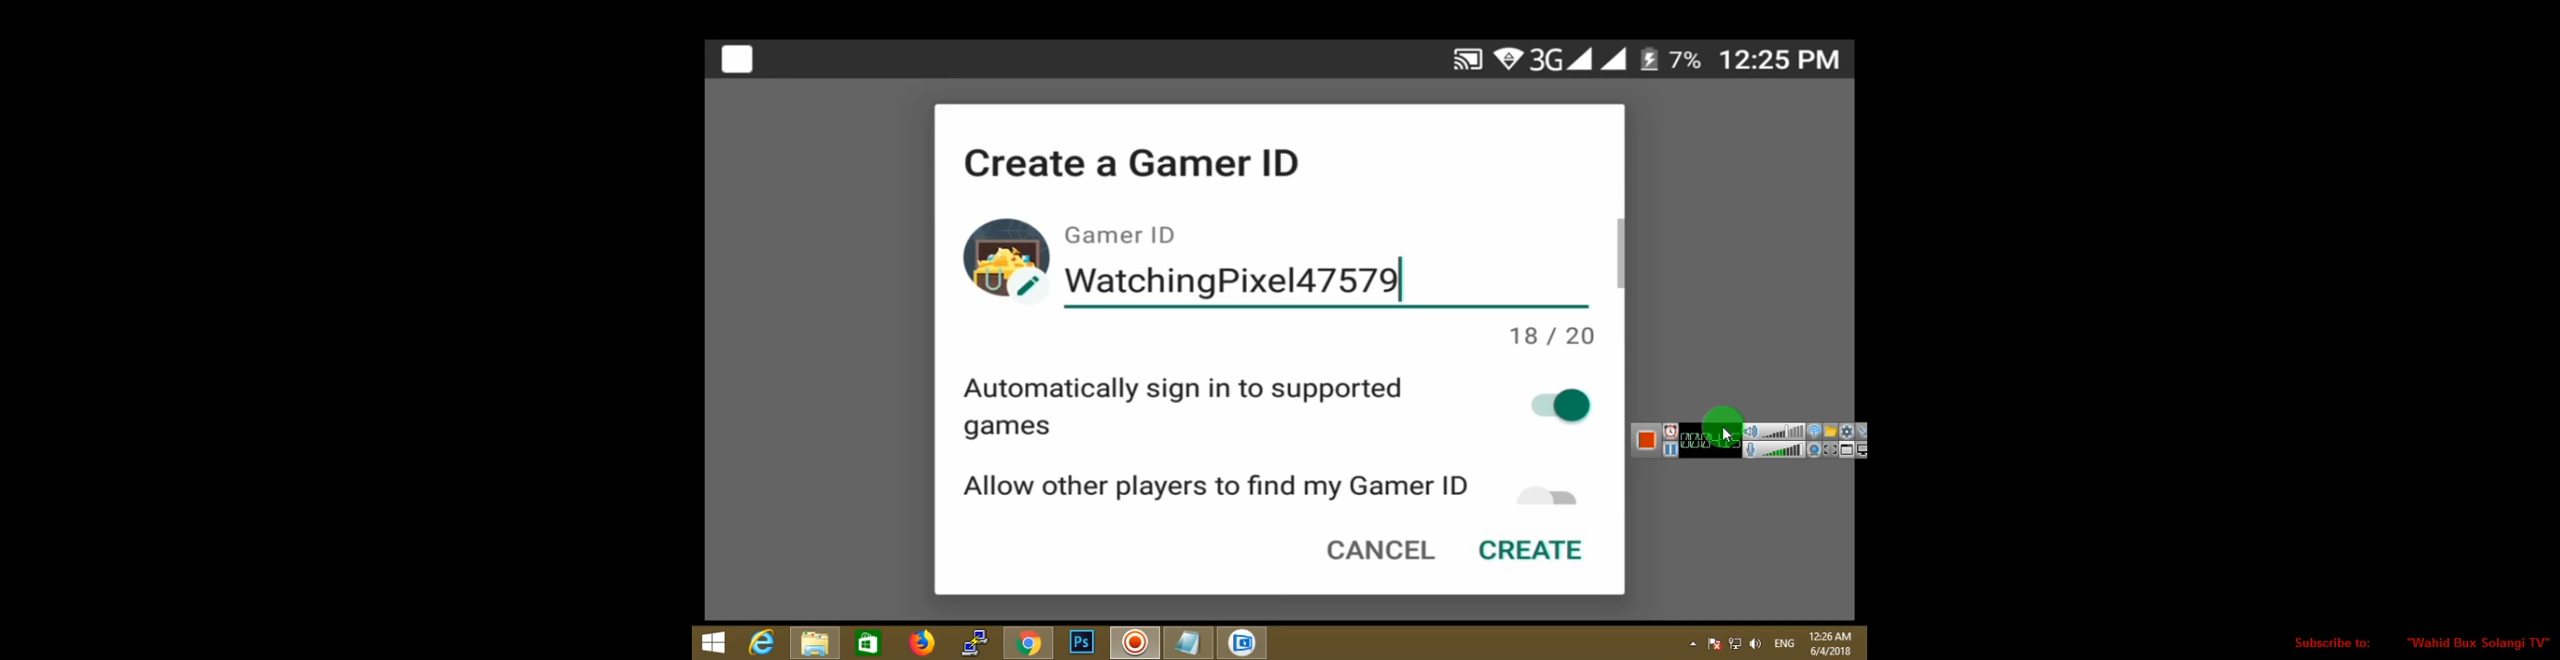 3G 7% 12:25 PM
Create a Gamer ID
Gamer ID
WatchingPixel47579
18 / 20
Automatically sign in to supported
games
Allow other players to find my Gamer ID
CANCEL CREATE
Ps
ENG
12:26 AM
6/4/2018
Subscribe to: "Wahid Bux Solangi TV"